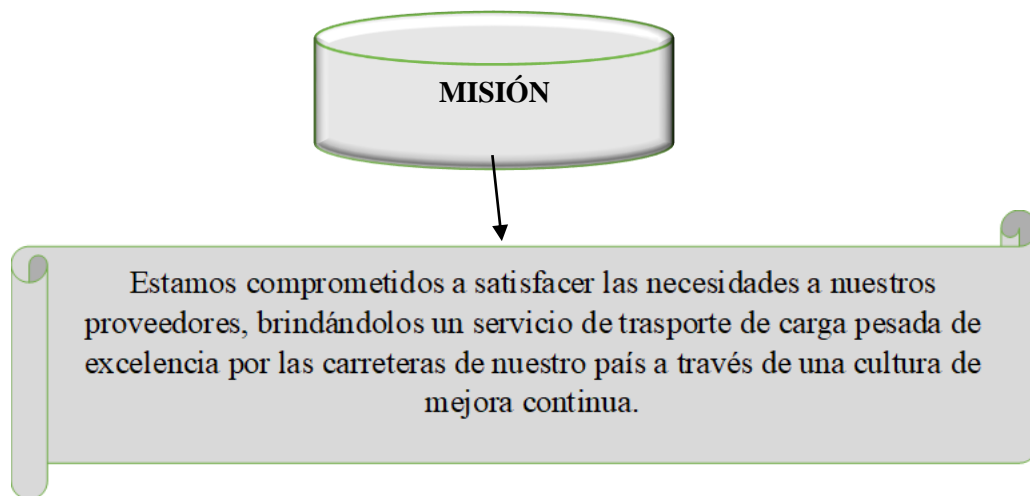 MISIÓN
Estamos comprometidos a satisfacer las necesidades a nuestros
proveedores, brindándolos un servicio de trasporte de carga pesada de
excelencia por las carreteras de nuestro país a través de una cultura de
mejora continua.